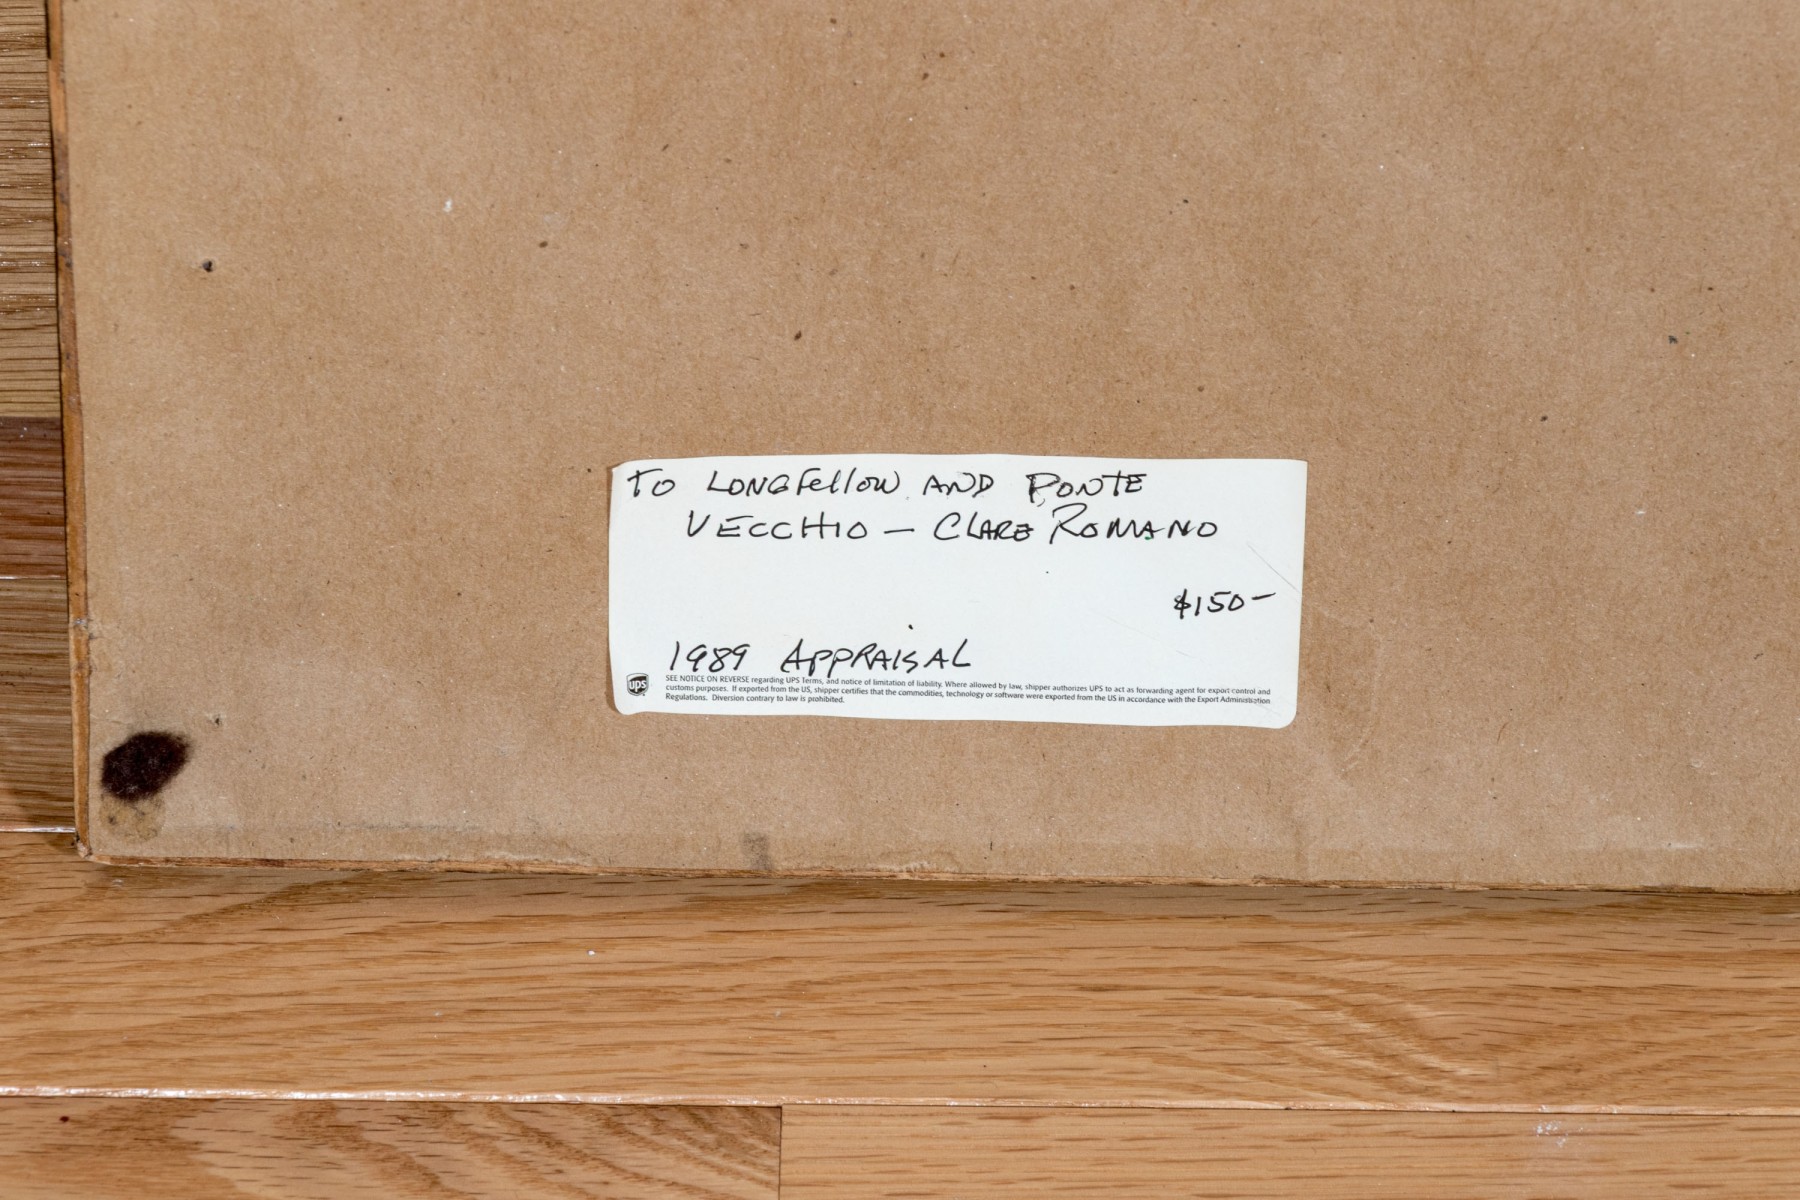 TO LONGFellOW AND PONTE
VECCHIO – CLARE ROMANO
$150–
1989 APPRAISAL
ups
SEE NOTICE ON REVERSE regarding UPS Terms, and notice of limitation of liability. Where allowed by law, shipper authorizes UPS to act as forwarding agent for export control and
customs purposes. If exported from the US, shipper certifies that the commodities, technology or software were exported from the US in accordance with the Export Administration
Regulations. Diversion contrary to law is prohibited.